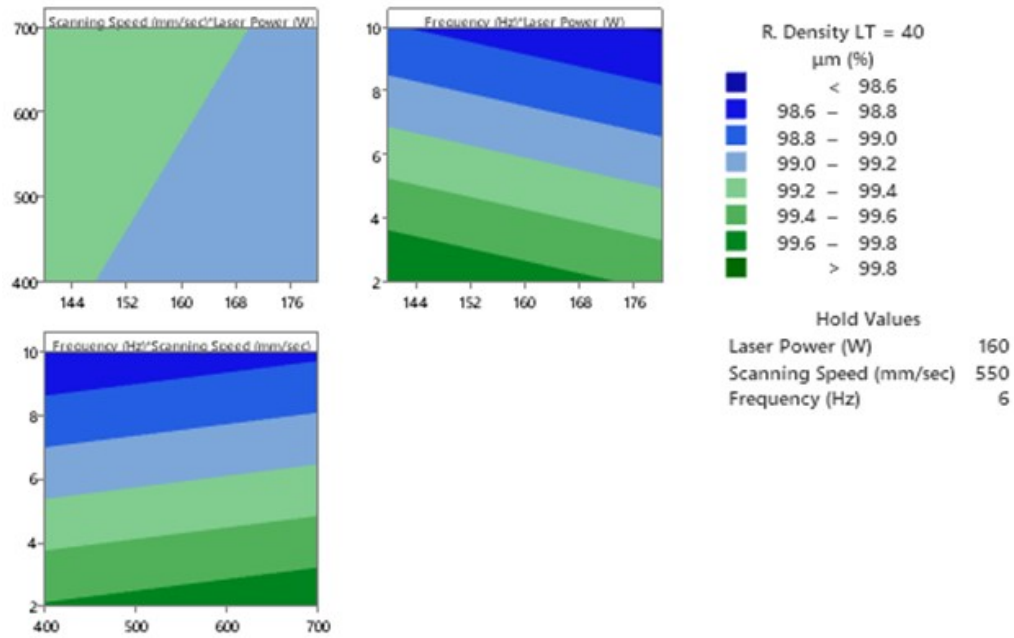 Scanning Speed (mm/sec)*Laser Power (W)
700
600
500
400
144 152 160 168 176
Frequency (Hz)*Laser Power (W)
10
8
6
4
2
144 152 160 168 176
R. Density LT = 40
µm (%)
< 98.6
98.6 – 98.8
98.8 – 99.0
99.0 – 99.2
99.2 – 99.4
99.4 – 99.6
99.6 – 99.8
> 99.8
Hold Values
Laser Power (W) 160
Scanning Speed (mm/sec) 550
Frequency (Hz) 6
Frequency (Hz)*Scanning Speed (mm/sec)
10
8
6
4
2
400 500 600 700